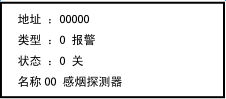 地址 : 00000
类型 : 0 报警
状态 : 0 关
名称 00 感烟探测器